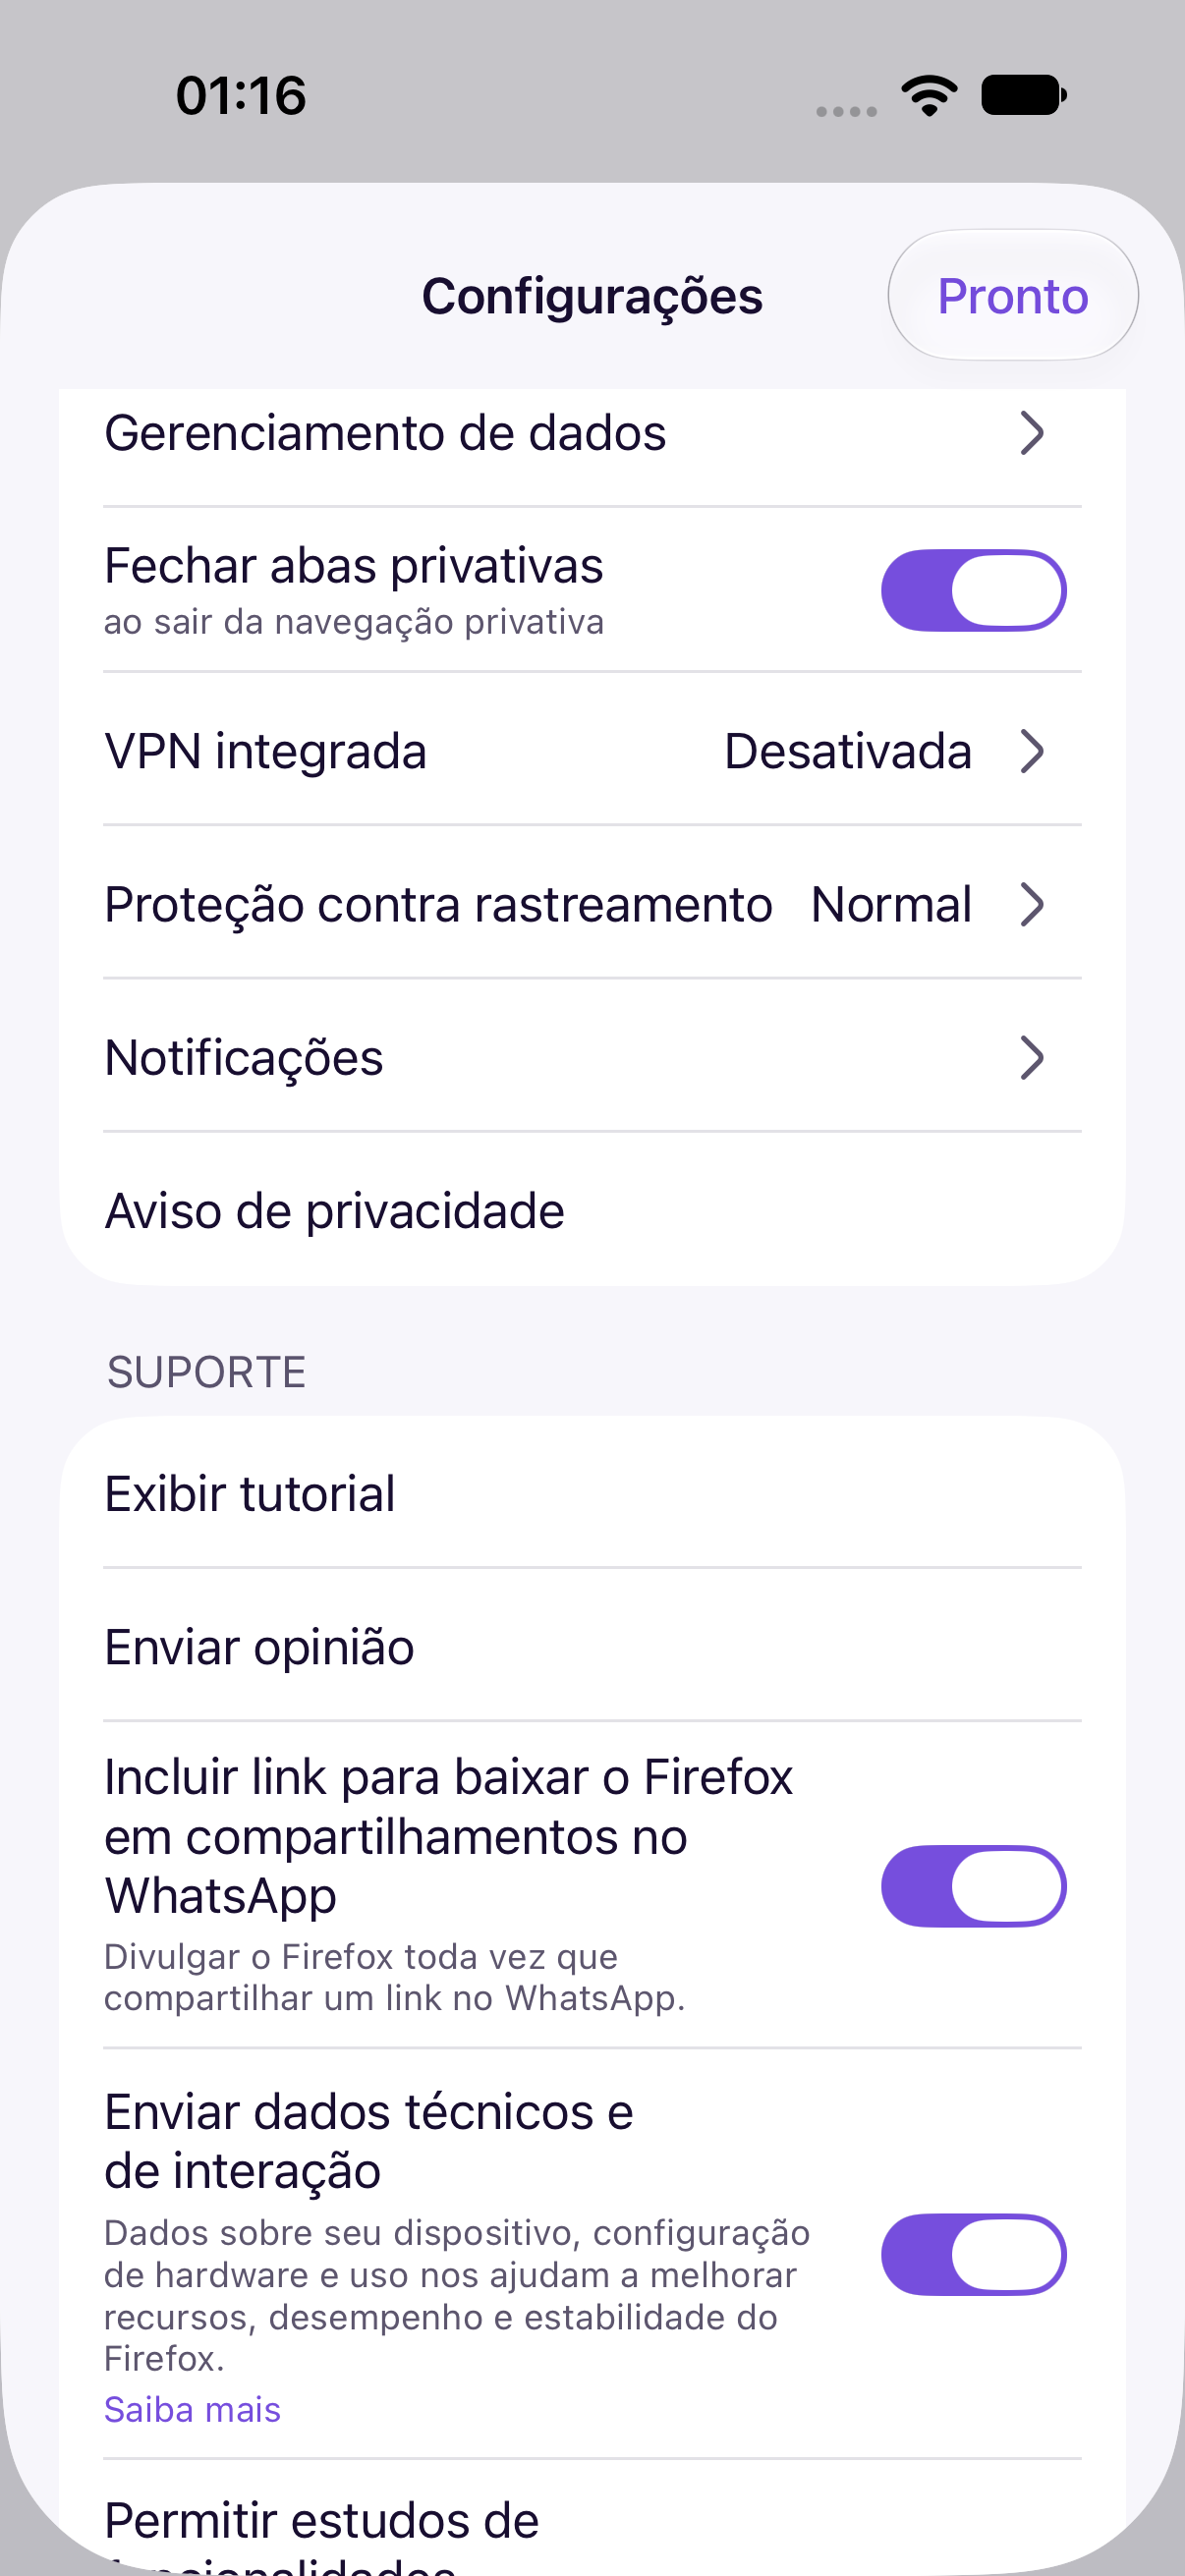 01:16
Configurações
Pronto
Gerenciamento de dados
Fechar abas privativas
ao sair da navegação privativa
VPN integrada
Desativada
Proteção contra rastreamento
Normal
Notificações
Aviso de privacidade
SUPORTE
Exibir tutorial
Enviar opinião
Incluir link para baixar o Firefox
em compartilhamentos no
WhatsApp
Divulgar o Firefox toda vez que
compartilhar um link no WhatsApp.
Enviar dados técnicos e
de interação
Dados sobre seu dispositivo, configuração
de hardware e uso nos ajudam a melhorar
recursos, desempenho e estabilidade do
Firefox.
Saiba mais
Permitir estudos de
funcionalidades